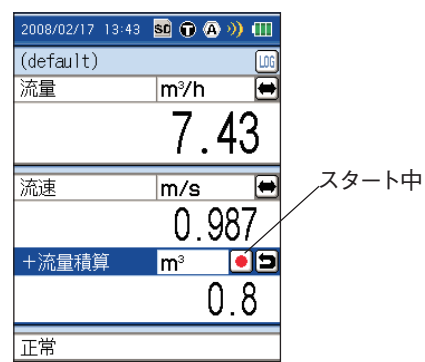 2008/02/17 13:43 SD T A
(default) LOG
流量 m³/h
7.43
流速 m/s
スタート中
0.987
+流量積算 m³
0.8
正常